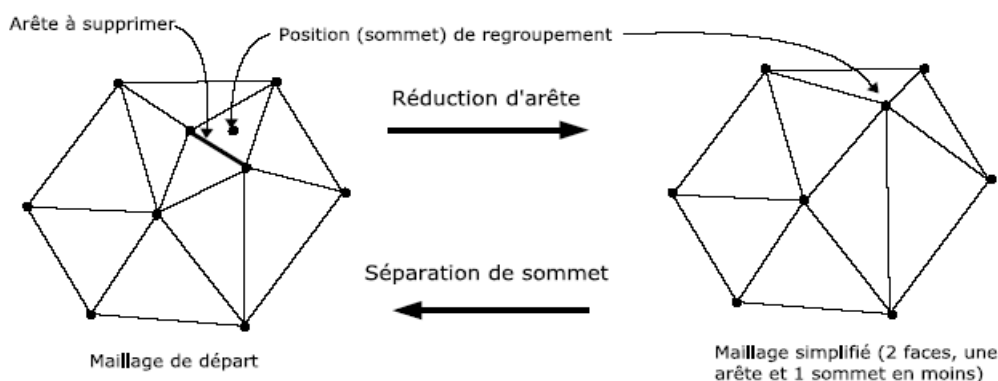 Arête à supprimer
Position (sommet) de regroupement
Réduction d'arête
Séparation de sommet
Maillage de départ
Maillage simplifié (2 faces, une
arête et 1 sommet en moins)